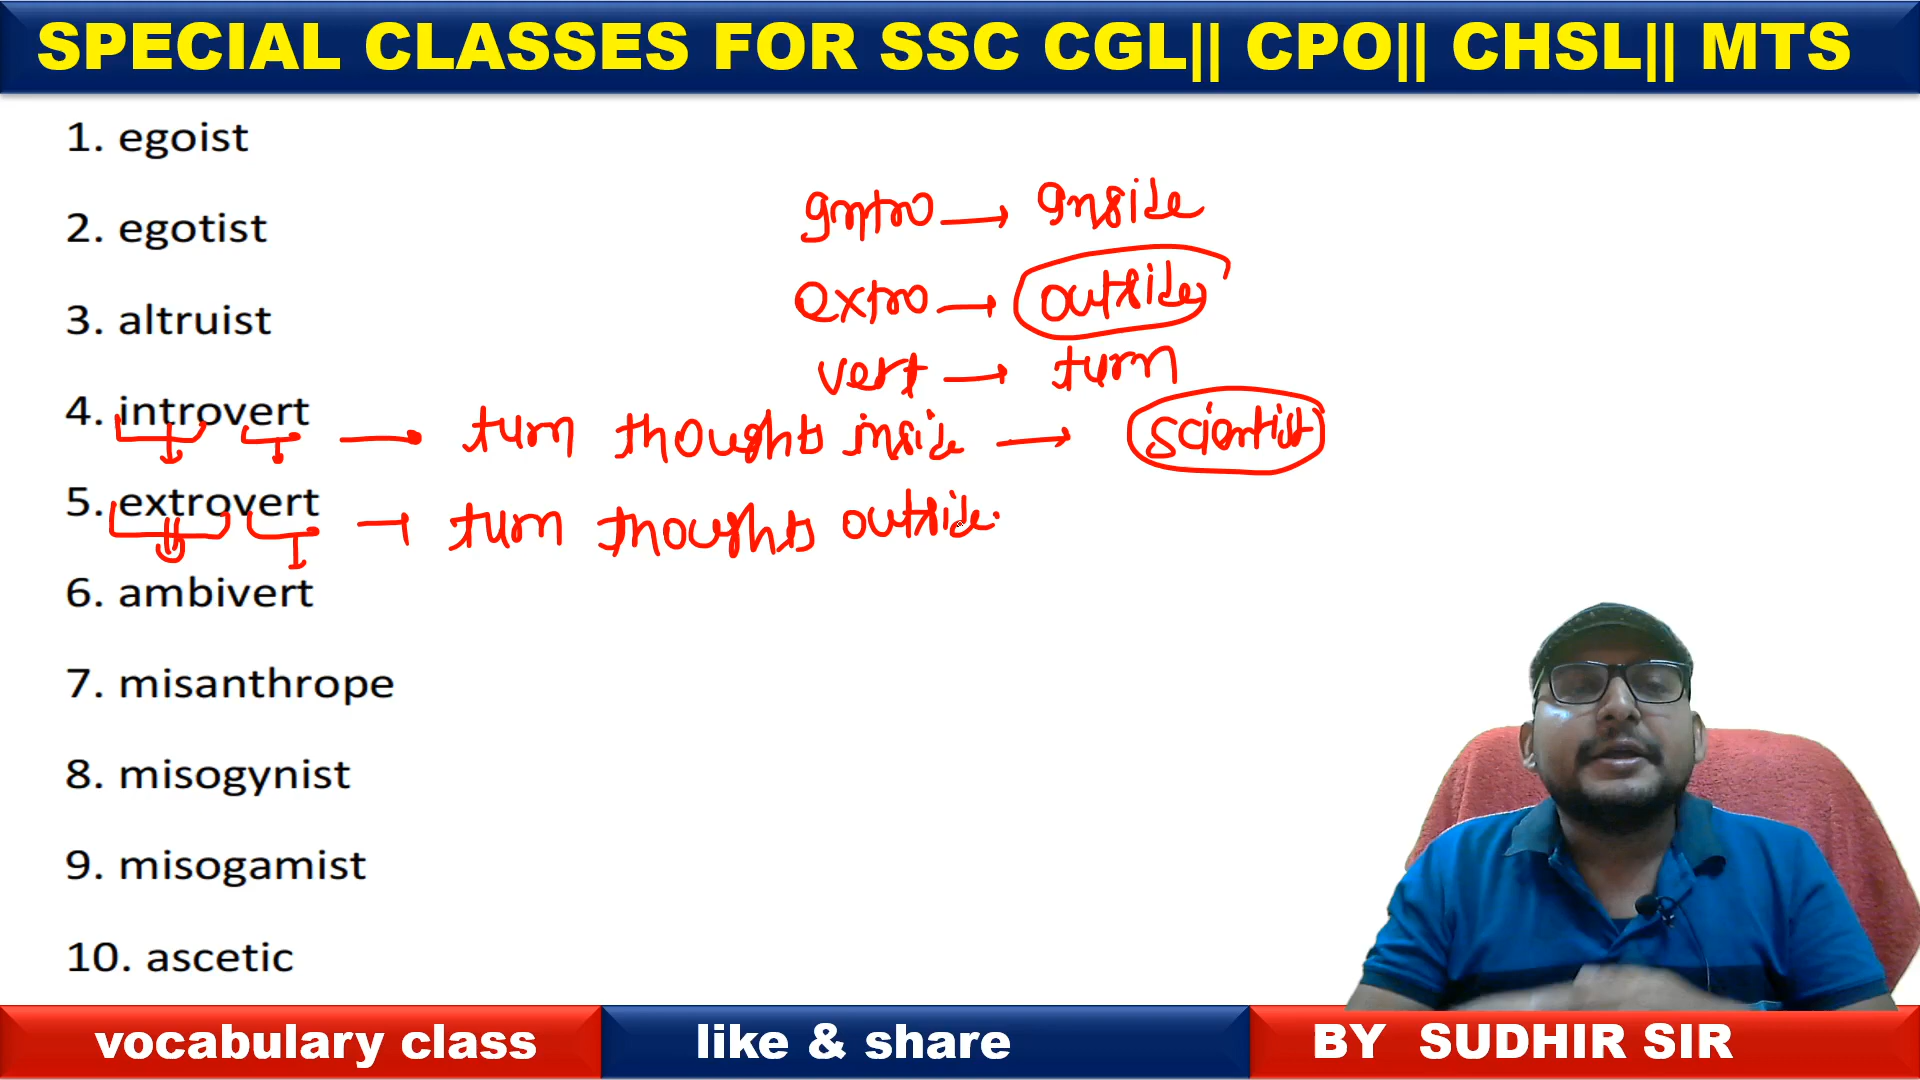 SPECIAL CLASSES FOR SSC CGL|| CPO|| CHSL|| MTS
1. egoist
2. egotist
Intro → Inside
extro → outside
3. altruist
vert → turn
4. introvert → turn thoughts inside → scientist
5. extrovert → turn thoughts outside
6. ambivert
7. misanthrope
8. misogynist
9. misogamist
10. ascetic
vocabulary class
like & share
BY SUDHIR SIR